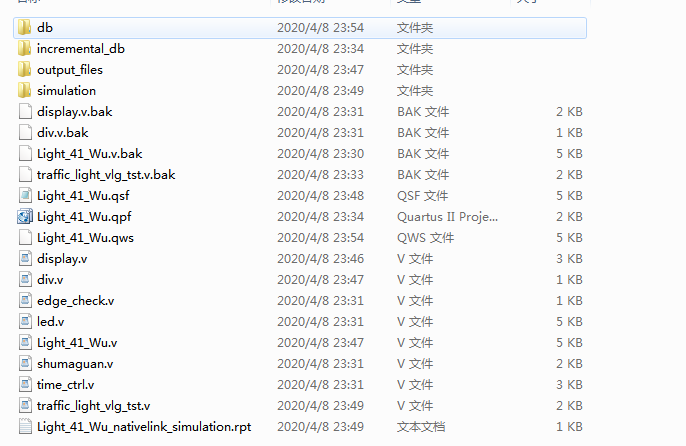 db 2020/4/8 23:54 文件夹
incremental_db 2020/4/8 23:34 文件夹
output_files 2020/4/8 23:47 文件夹
simulation 2020/4/8 23:49 文件夹
display.v.bak 2020/4/8 23:31 BAK 文件 2 KB
div.v.bak 2020/4/8 23:31 BAK 文件 1 KB
Light_41_Wu.v.bak 2020/4/8 23:30 BAK 文件 5 KB
traffic_light_vlg_tst.v.bak 2020/4/8 23:33 BAK 文件 2 KB
Light_41_Wu.qsf 2020/4/8 23:48 QSF 文件 5 KB
Light_41_Wu.qpf 2020/4/8 23:34 Quartus II Proje... 2 KB
Light_41_Wu.qws 2020/4/8 23:54 QWS 文件 5 KB
display.v 2020/4/8 23:46 V 文件 3 KB
div.v 2020/4/8 23:47 V 文件 1 KB
edge_check.v 2020/4/8 23:31 V 文件 1 KB
led.v 2020/4/8 23:31 V 文件 5 KB
Light_41_Wu.v 2020/4/8 23:47 V 文件 5 KB
shumaguan.v 2020/4/8 23:31 V 文件 2 KB
time_ctrl.v 2020/4/8 23:31 V 文件 3 KB
traffic_light_vlg_tst.v 2020/4/8 23:49 V 文件 2 KB
Light_41_Wu_nativelink_simulation.rpt 2020/4/8 23:49 文本文档 1 KB